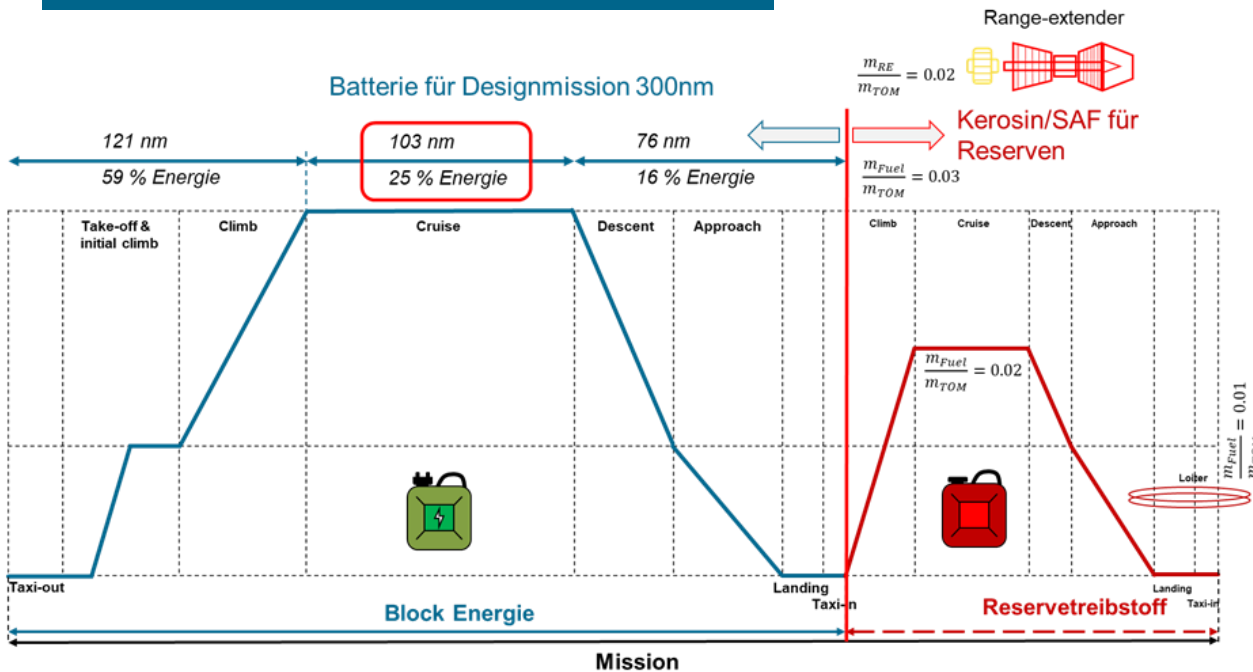 Range-extender
m_RE / m_TOM = 0.02
Batterie für Designmission 300nm
Kerosin/SAF für
Reserven
121 nm
103 nm
76 nm
59 % Energie
25 % Energie
16 % Energie
m_Fuel / m_TOM = 0.03
Take-off &
initial climb
Climb
Cruise
Descent
Approach
Climb
Cruise
Descent
Approach
m_Fuel / m_TOM = 0.02
m_Fuel = 0.01
Loiter
Taxi-out
Landing
Taxi-in
Landing
Taxi-in
Block Energie
Reservetreibstoff
Mission